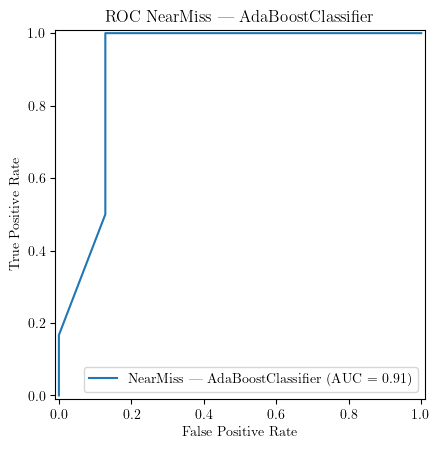 ROC NearMiss — AdaBoostClassifier
1.0
0.8
0.6
0.4
0.2
0.0
True Positive Rate
NearMiss — AdaBoostClassifier (AUC = 0.91)
0.0 0.2 0.4 0.6 0.8 1.0
False Positive Rate